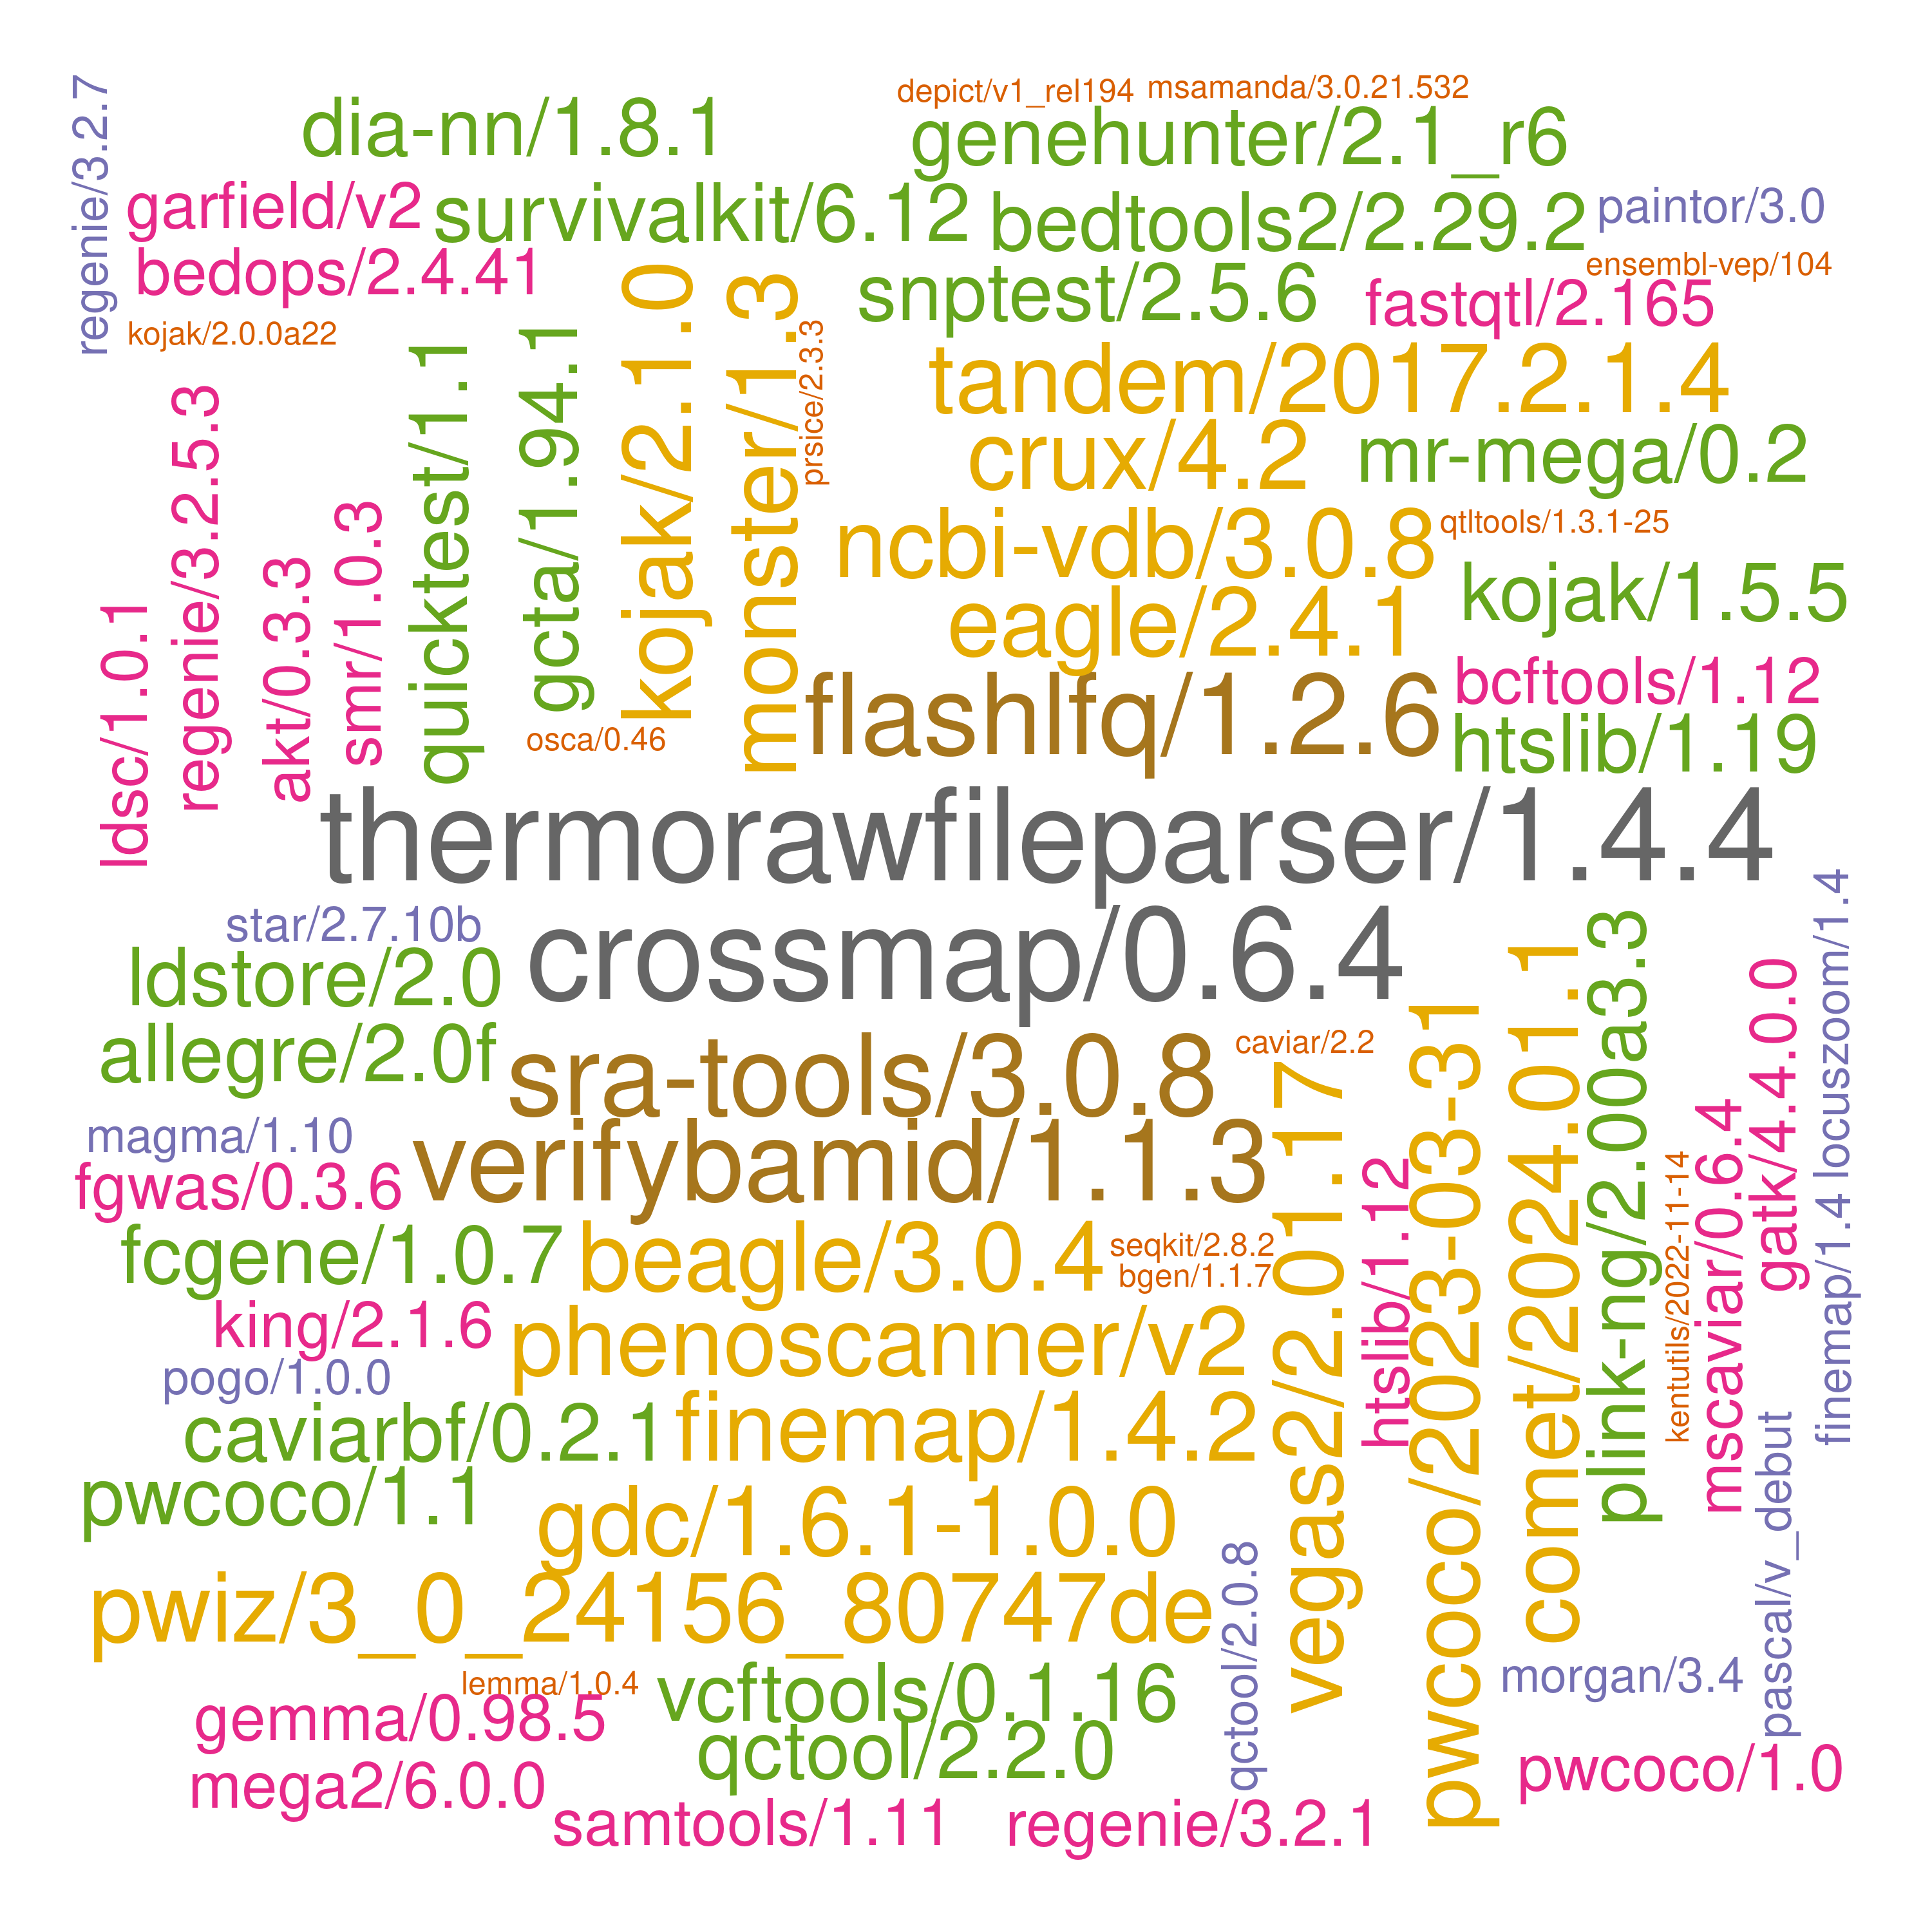 regenie/3.2.7
depict/v1_rel194
msamanda/3.0.21.532
dia-nn/1.8.1
genehunter/2.1_r6
garfield/v2
survivalkit/6.12
bedtools2/2.29.2
paintor/3.0
bedops/2.4.41
snptest/2.5.6
ensembl-vep/104
fastqtl/2.165
kojak/2.0.0a22
quicktest/1.1
gcta/1.94.1
kojak/2.1.0
monster/1.3
prsice/2.3.3
tandem/2017.2.1.4
crux/4.2
mr-mega/0.2
ldsc/1.0.1
regenie/3.2.5.3
akt/0.3.3
smr/1.0.3
ncbi-vdb/3.0.8
qtltools/1.3.1-25
eagle/2.4.1
kojak/1.5.5
flashlfq/1.2.6
bcftools/1.12
osca/0.46
htslib/1.19
thermorawfileparser/1.4.4
star/2.7.10b
crossmap/0.6.4
ldstore/2.0
allegre/2.0f
sra-tools/3.0.8
caviar/2.2
magma/1.10
verifybamid/1.1.3
fgwas/0.3.6
vegas2/2.01.17
htslib/1.12
pwcoco/2023-03-31
comet/2024.01.1
plink-ng/2.00a3.3
kentutils/2022-11-14
mscaviar/0.6.4
gatk/4.4.0.0
finemap/1.4 locuszoom/1.4
fcgene/1.0.7
beagle/3.0.4
seqkit/2.8.2
bgen/1.1.7
king/2.1.6
phenoscanner/v2
pogo/1.0.0
caviarbf/0.2.1
finemap/1.4.2
pwcoco/1.1
gdc/1.6.1-1.0.0
pwiz/3_0_24156_80747de
qctool/2.0.8
pascal/v_debut
lemma/1.0.4
vcftools/0.1.16
morgan/3.4
gemma/0.98.5
qctool/2.2.0
mega2/6.0.0
pwcoco/1.0
samtools/1.11
regenie/3.2.1